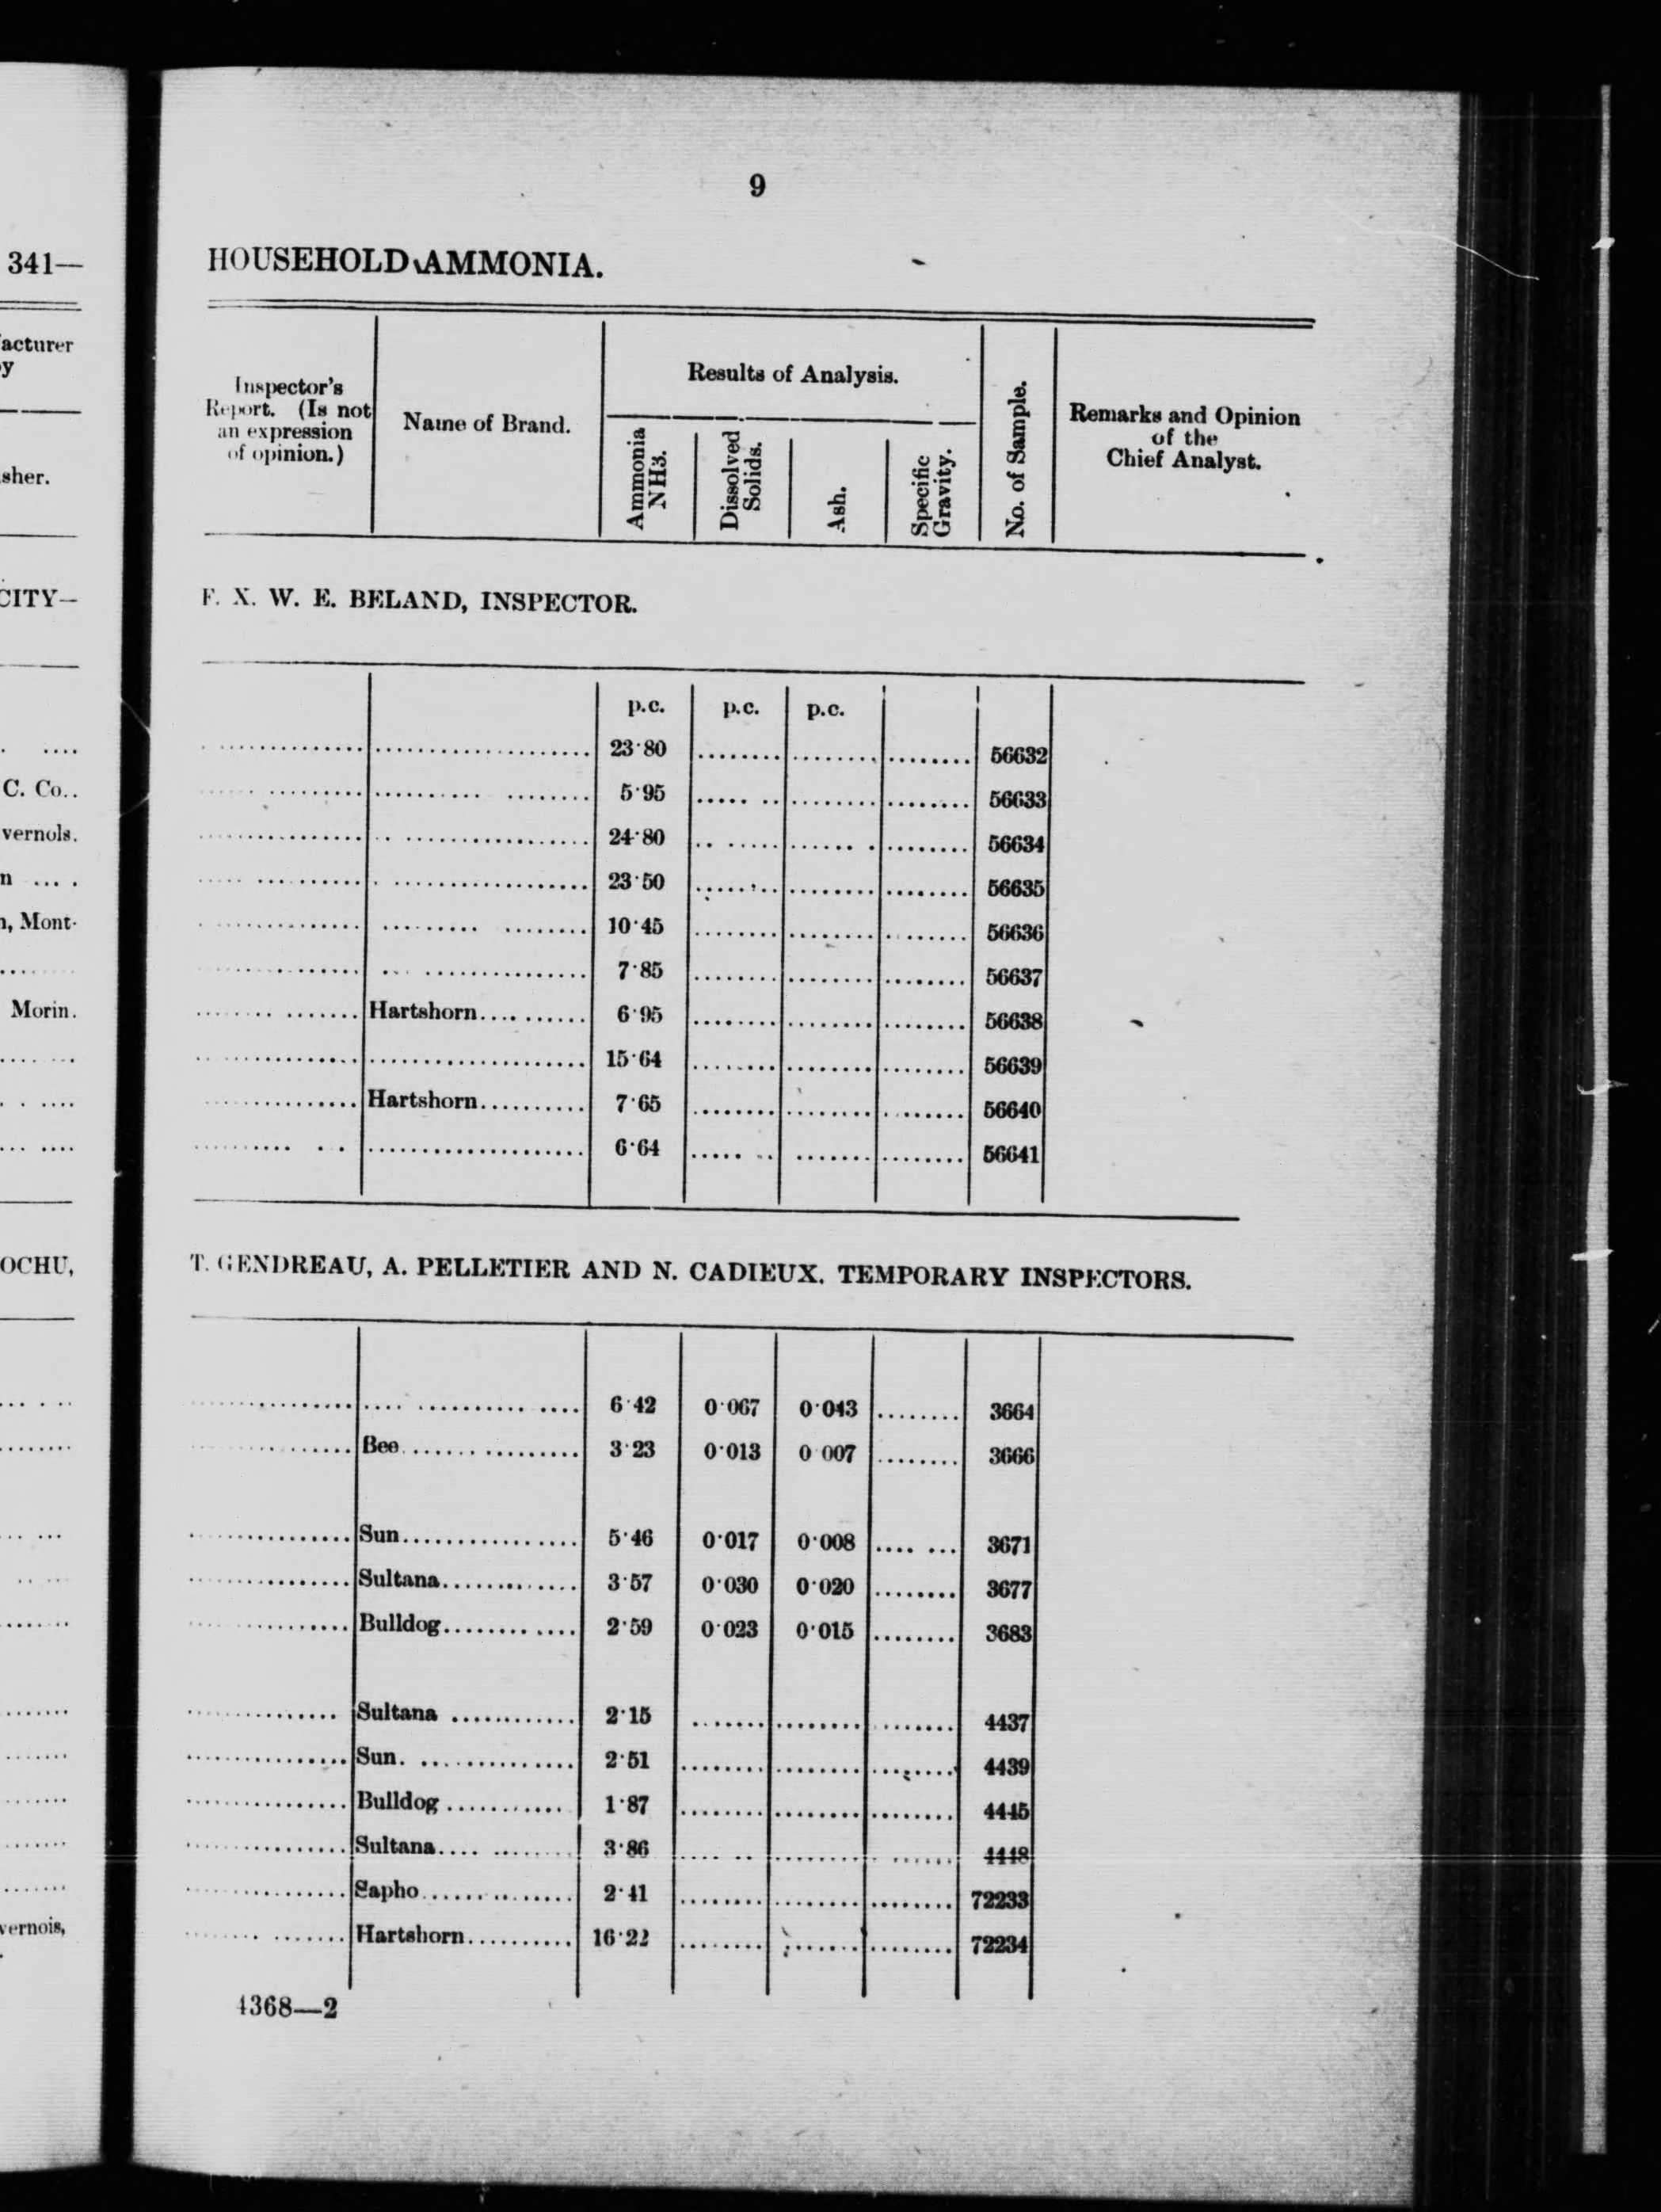 9
341—
HOUSEHOLD AMMONIA.
acturer
y
sher.
Inspector's
Report. (Is not
an expression
of opinion.)
Name of Brand.
Results of Analysis.
Ammonia
NH3.
Dissolved
Solids.
Ash.
Specific
Gravity.
No. of Sample.
Remarks and Opinion
of the
Chief Analyst.
CITY—
F. X. W. E. BELAND, INSPECTOR.
p.c. p.c. p.c.
.... 23·80 56632
C. Co.. 5·95 56633
vernois. 24·80 56634
n .... 23·50 56635
n, Mont- 10·45 56636
7·85 56637
Morin. Hartshorn.......... 6·95 56638
15·64 56639
Hartshorn.......... 7·65 56640
6·64 56641
OCHU,
T. GENDREAU, A. PELLETIER AND N. CADIEUX, TEMPORARY INSPECTORS.
6·42 0·067 0·043 3664
Bee................ 3·23 0·013 0·007 3666
Sun................ 5·46 0·017 0·008 3671
Sultana............ 3·57 0·030 0·020 3677
Bulldog............ 2·59 0·023 0·015 3683
Sultana ............ 2·15 4437
Sun. .............. 2·51 4439
Bulldog ........... 1·87 4445
Sultana............ 3·86 4448
Sapho.............. 2·41 72233
vernois, Hartshorn.......... 16·22 72234
4368—2